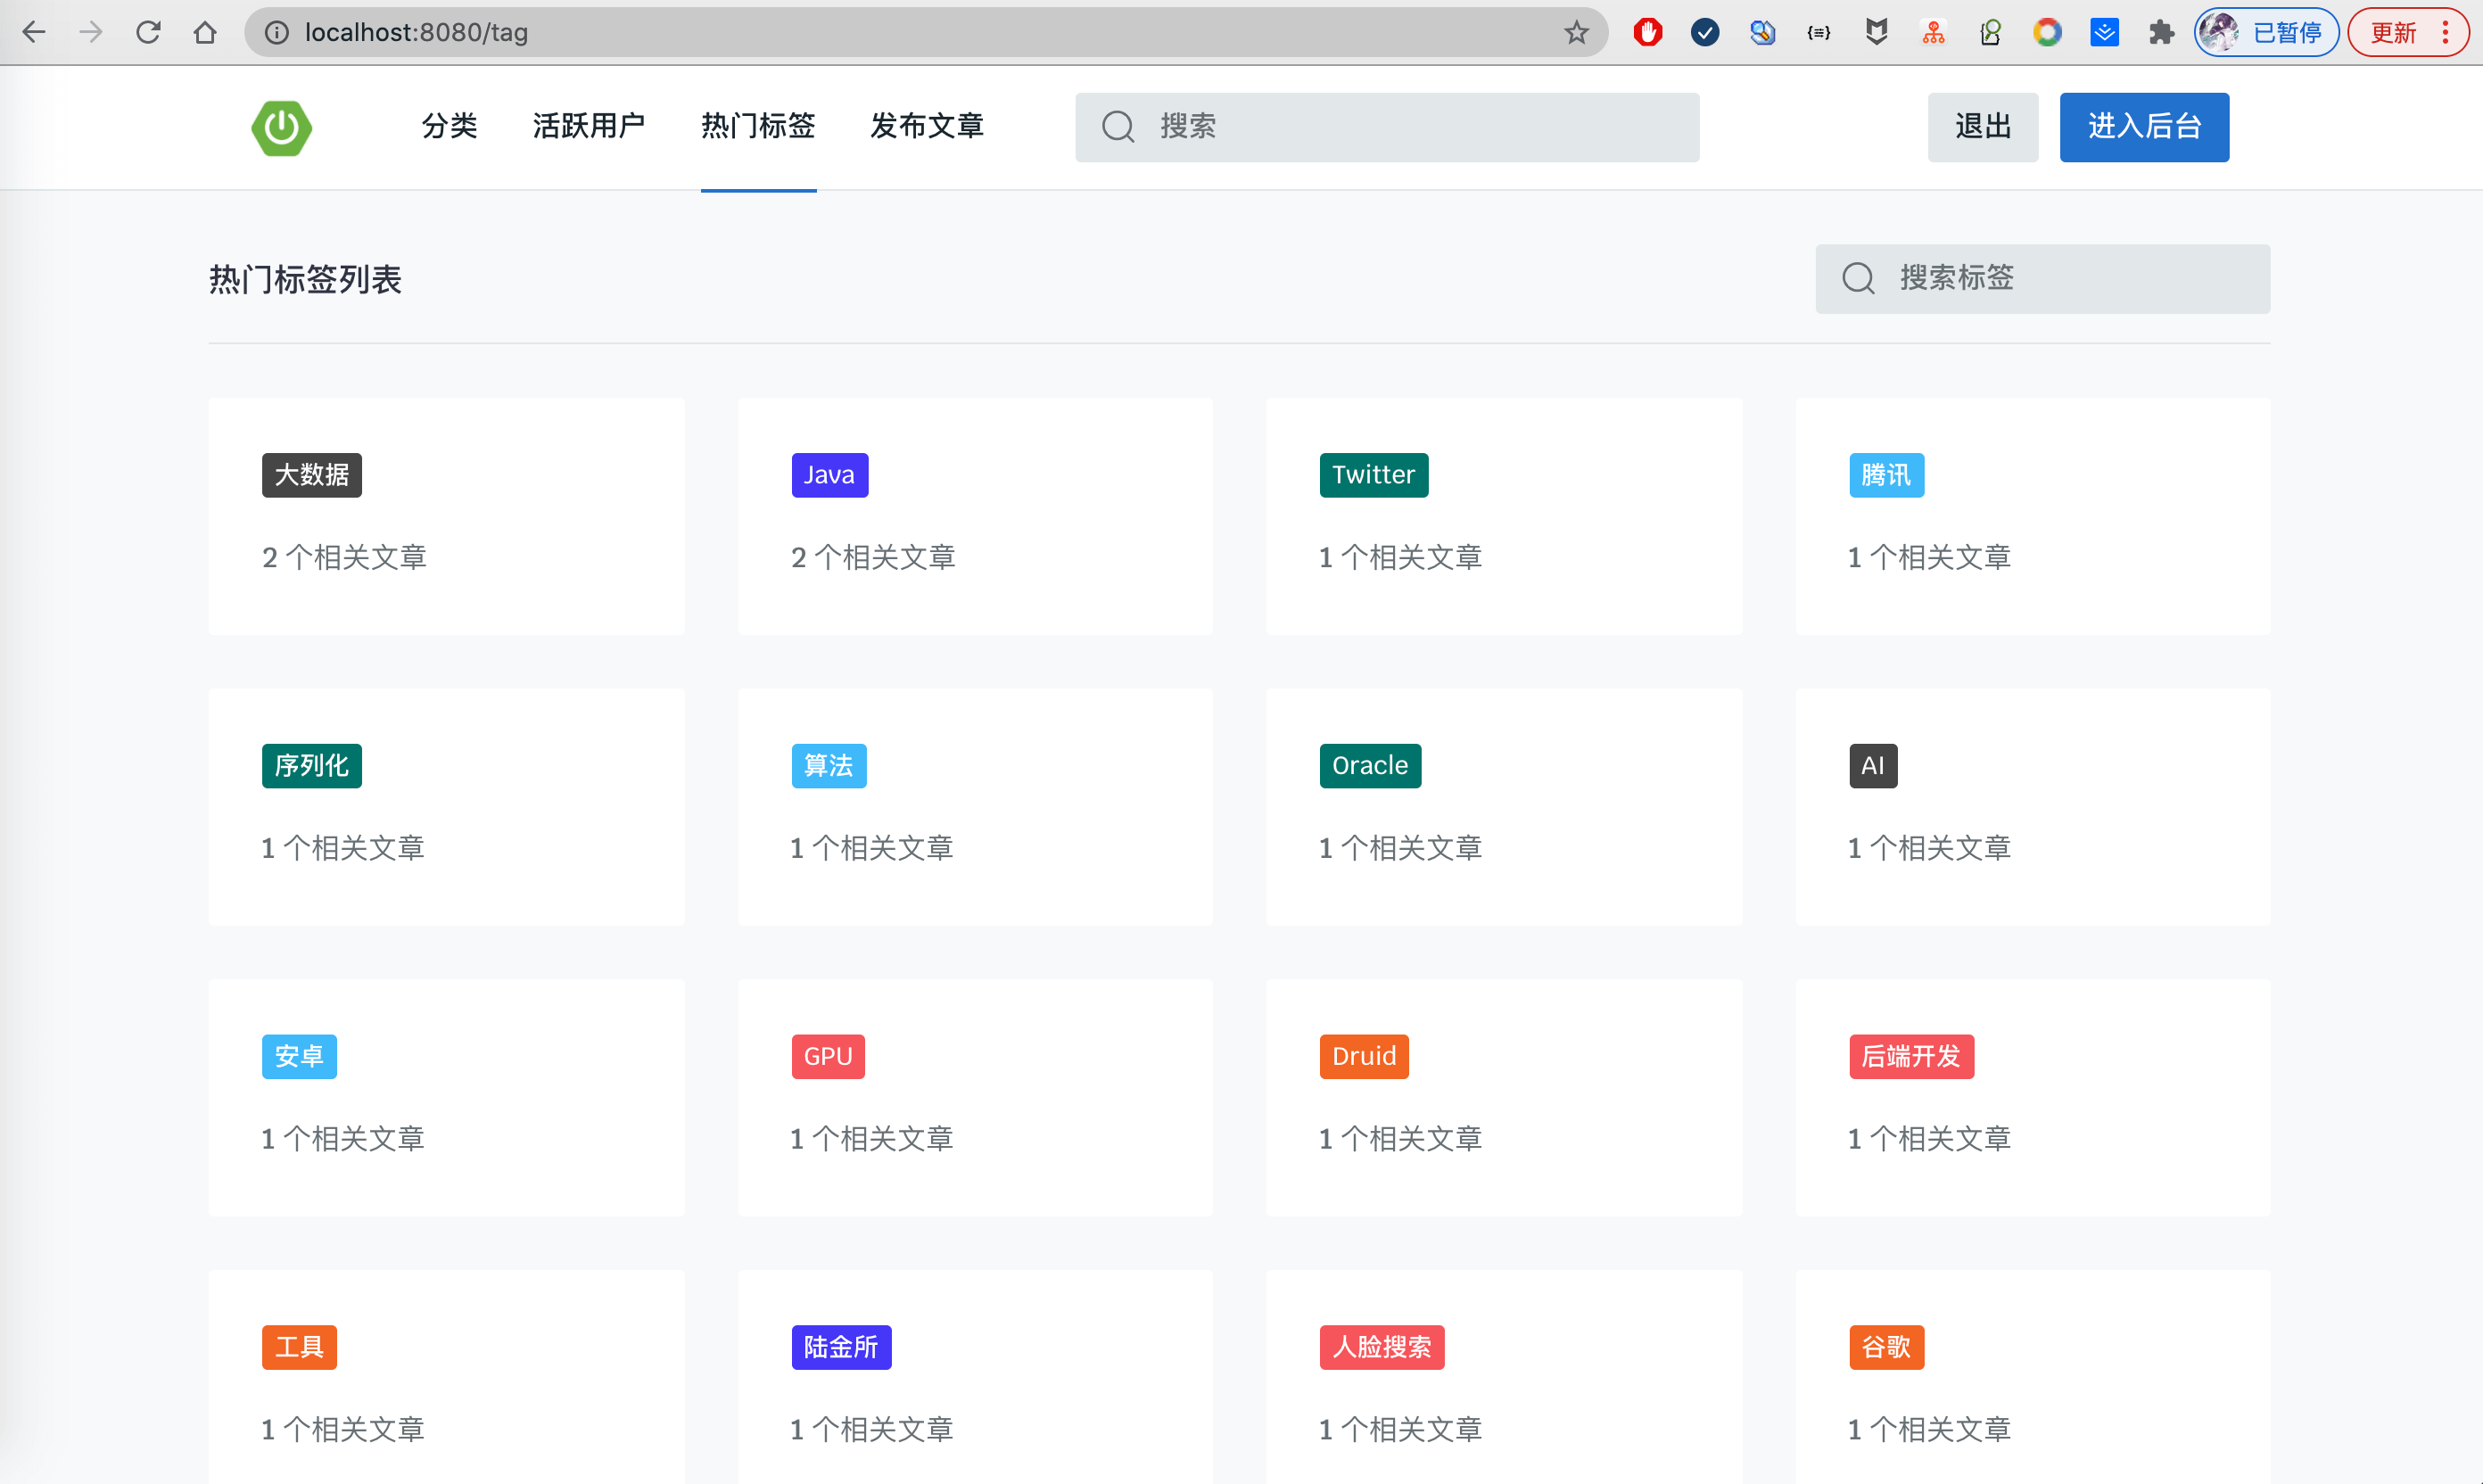 localhost:8080/tag
已暂停
更新
分类 活跃用户 热门标签 发布文章 搜索 退出 进入后台
热门标签列表 搜索标签
大数据 Java Twitter 腾讯
2 个相关文章 2 个相关文章 1 个相关文章 1 个相关文章
序列化 算法 Oracle AI
1 个相关文章 1 个相关文章 1 个相关文章 1 个相关文章
安卓 GPU Druid 后端开发
1 个相关文章 1 个相关文章 1 个相关文章 1 个相关文章
工具 陆金所 人脸搜索 谷歌
1 个相关文章 1 个相关文章 1 个相关文章 1 个相关文章